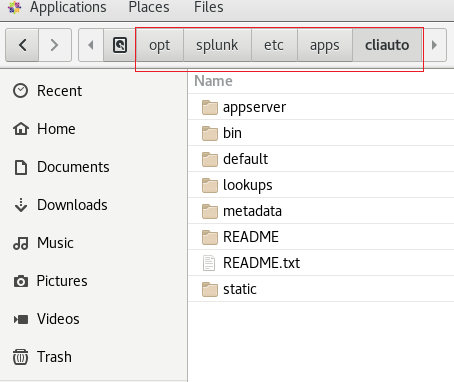 Applications Places Files
opt splunk etc apps cliauto
Name
Recent
Home
Documents
Downloads
Music
Pictures
Videos
Trash
appserver
bin
default
lookups
metadata
README
README.txt
static